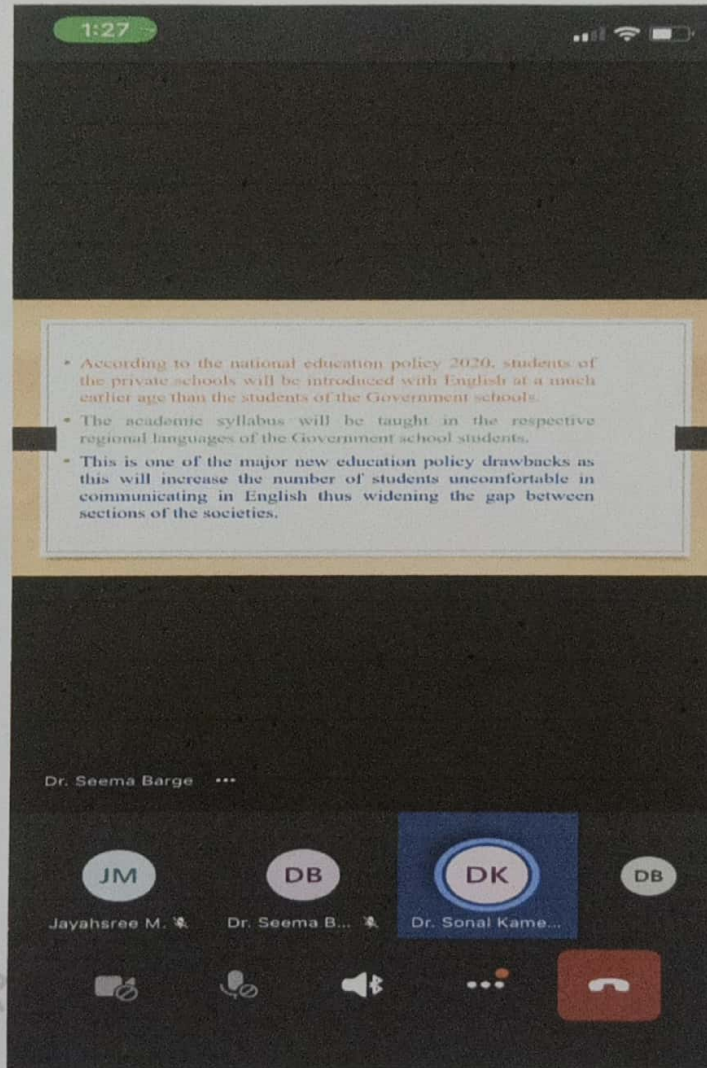 1:27
• According to the national education policy 2020, students of
the private schools will be introduced with English at a much
earlier age than the students of the Government schools.
• The academic syllabus will be taught in the respective
regional languages of the Government school students.
• This is one of the major new education policy drawbacks as
this will increase the number of students uncomfortable in
communicating in English thus widening the gap between
sections of the societies.
Dr. Seema Barge ...
JM DB DK DB
Jayahsree M. Dr. Seema B... Dr. Sonal Kame...